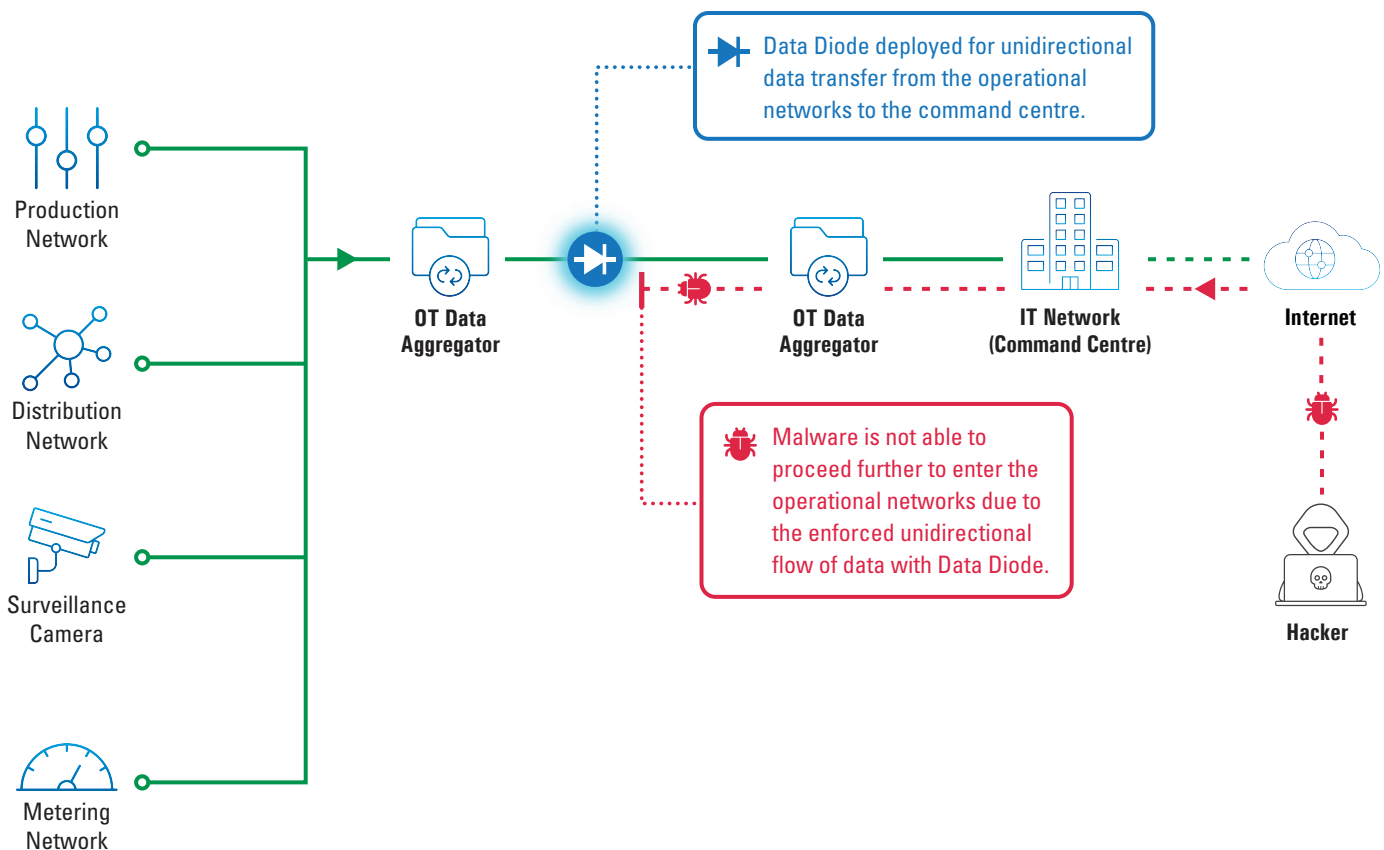 Data Diode deployed for unidirectional
data transfer from the operational
networks to the command centre.
Production
Network
OT Data
Aggregator
OT Data
Aggregator
IT Network
(Command Centre)
Internet
Distribution
Network
Malware is not able to
proceed further to enter the
operational networks due to
the enforced unidirectional
flow of data with Data Diode.
Surveillance
Camera
Hacker
Metering
Network